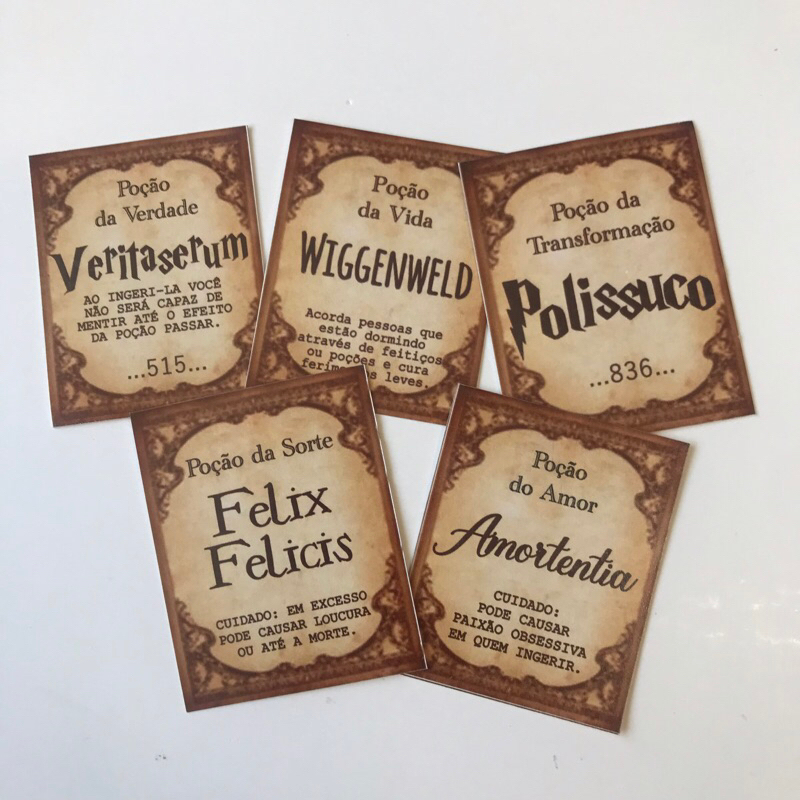 Poção
da Verdade
Veritaserum
AO INGERI-LA VOCÊ
NÃO SERÁ CAPAZ DE
MENTIR ATÉ O EFEITO
DA POÇÃO PASSAR.
...515...
Poção
da Vida
WIGGENWELD
Acorda pessoas que
estão dormindo
através de feitiços
ou poções e cura
ferimentos leves.
Poção da
Transformação
Polissuco
...836...
Poção da Sorte
Felix
Felicis
CUIDADO: EM EXCESSO
PODE CAUSAR LOUCURA
OU ATÉ A MORTE.
Poção
do Amor
Amortentia
CUIDADO:
PODE CAUSAR
PAIXÃO OBSESSIVA
EM QUEM INGERIR.